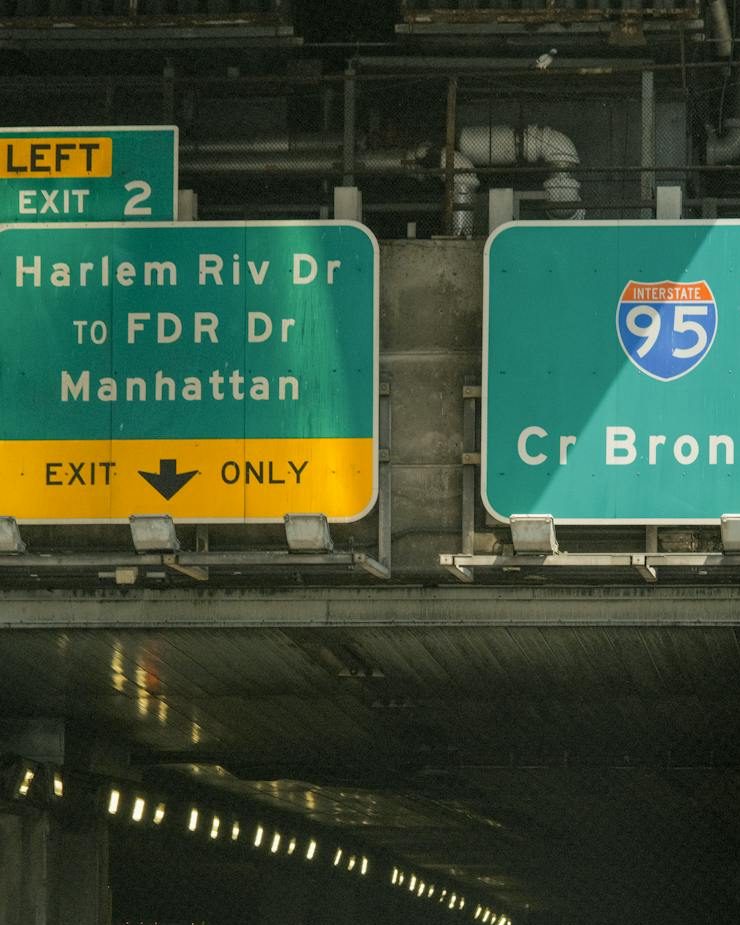 LEFT
EXIT 2
Harlem Riv Dr
TO FDR Dr
Manhattan
EXIT ONLY
INTERSTATE
95
Cr Bron